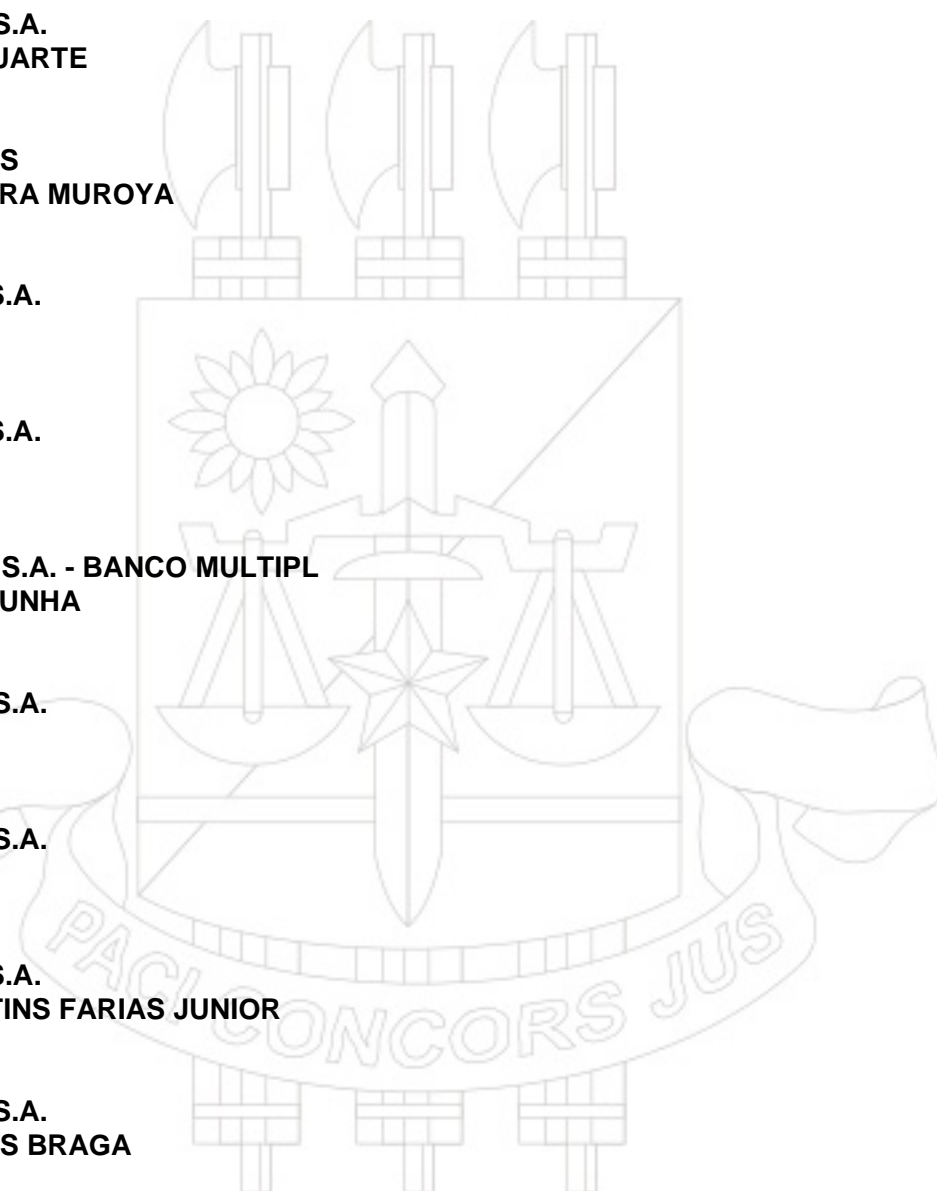 S.A.
UARTE
S
RA MUROYA
S.A.
S.A.
S.A. - BANCO MULTIPL
UNHA
S.A.
S.A.
PACI CONCORS JUS
S.A.
TINS FARIAS JUNIOR
S.A.
S BRAGA